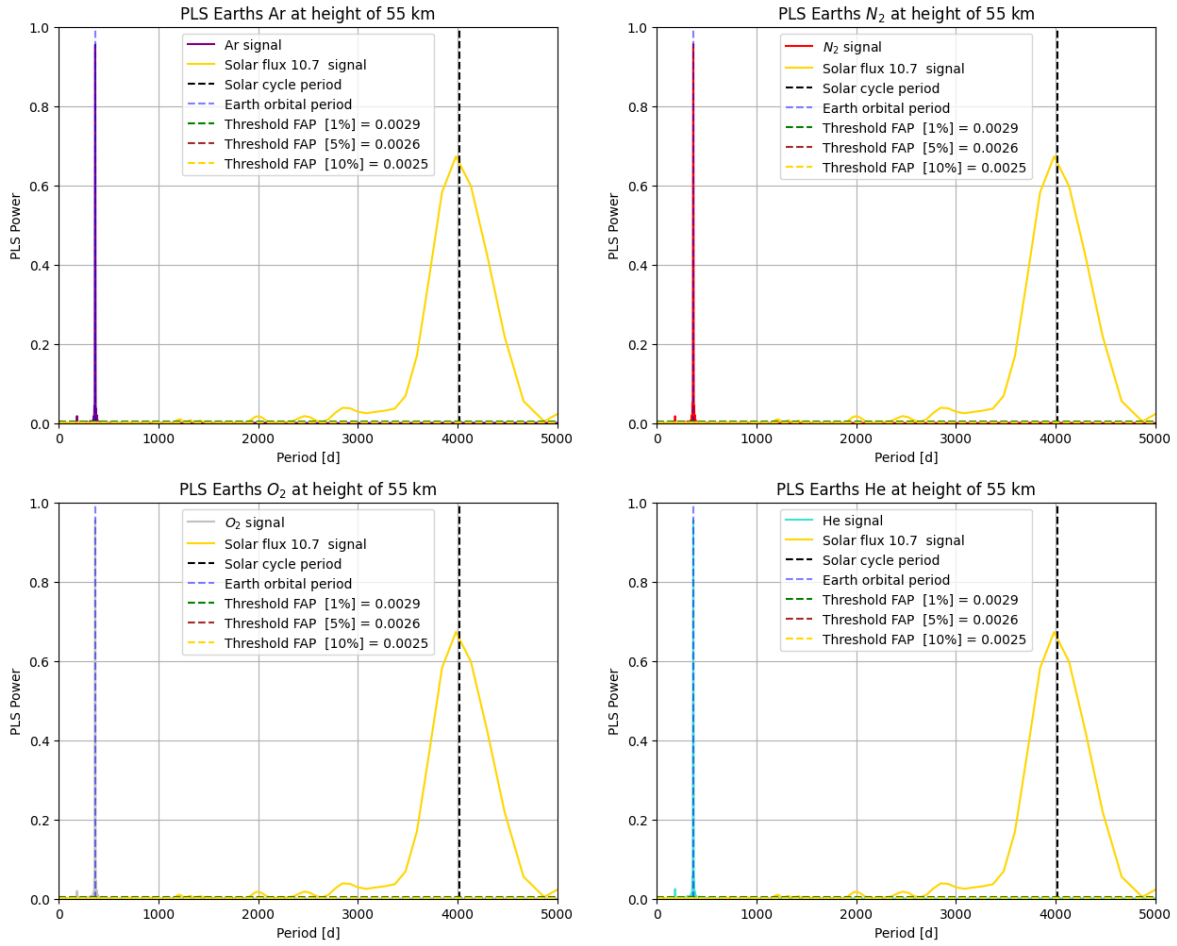 PLS Earths Ar at height of 55 km
1.0
0.8
0.6
0.4
0.2
0.0
PLS Power
Ar signal
Solar flux 10.7 signal
Solar cycle period
Earth orbital period
Threshold FAP [1%] = 0.0029
Threshold FAP [5%] = 0.0026
Threshold FAP [10%] = 0.0025
0 1000 2000 3000 4000 5000
Period [d]
PLS Earths N₂ at height of 55 km
1.0
0.8
0.6
0.4
0.2
0.0
PLS Power
N₂ signal
Solar flux 10.7 signal
Solar cycle period
Earth orbital period
Threshold FAP [1%] = 0.0029
Threshold FAP [5%] = 0.0026
Threshold FAP [10%] = 0.0025
0 1000 2000 3000 4000 5000
Period [d]
PLS Earths O₂ at height of 55 km
1.0
0.8
0.6
0.4
0.2
0.0
PLS Power
O₂ signal
Solar flux 10.7 signal
Solar cycle period
Earth orbital period
Threshold FAP [1%] = 0.0029
Threshold FAP [5%] = 0.0026
Threshold FAP [10%] = 0.0025
0 1000 2000 3000 4000 5000
Period [d]
PLS Earths He at height of 55 km
1.0
0.8
0.6
0.4
0.2
0.0
PLS Power
He signal
Solar flux 10.7 signal
Solar cycle period
Earth orbital period
Threshold FAP [1%] = 0.0029
Threshold FAP [5%] = 0.0026
Threshold FAP [10%] = 0.0025
0 1000 2000 3000 4000 5000
Period [d]